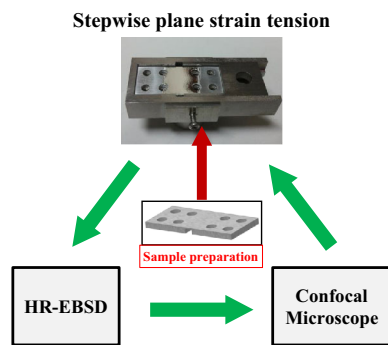 Stepwise plane strain tension
Sample preparation
HR-EBSD
Confocal
Microscope